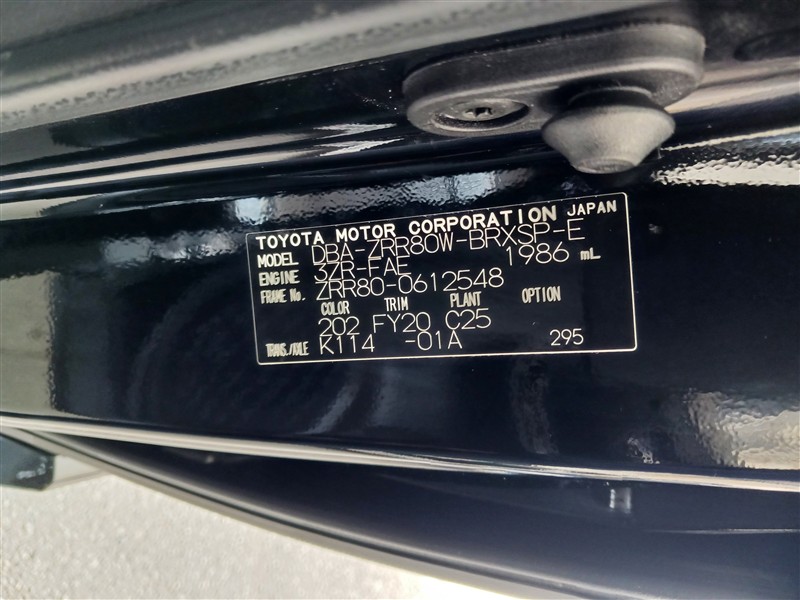 TOYOTA MOTOR CORPORATION JAPAN
MODEL DBA-ZRR80W-BRXSP-E
ENGINE 3ZR-FAE 1986 mL
FRAME No. ZRR80-0612548
COLOR TRIM PLANT OPTION
202 FY20 C25
TRANS./AXLE K114 -01A 295